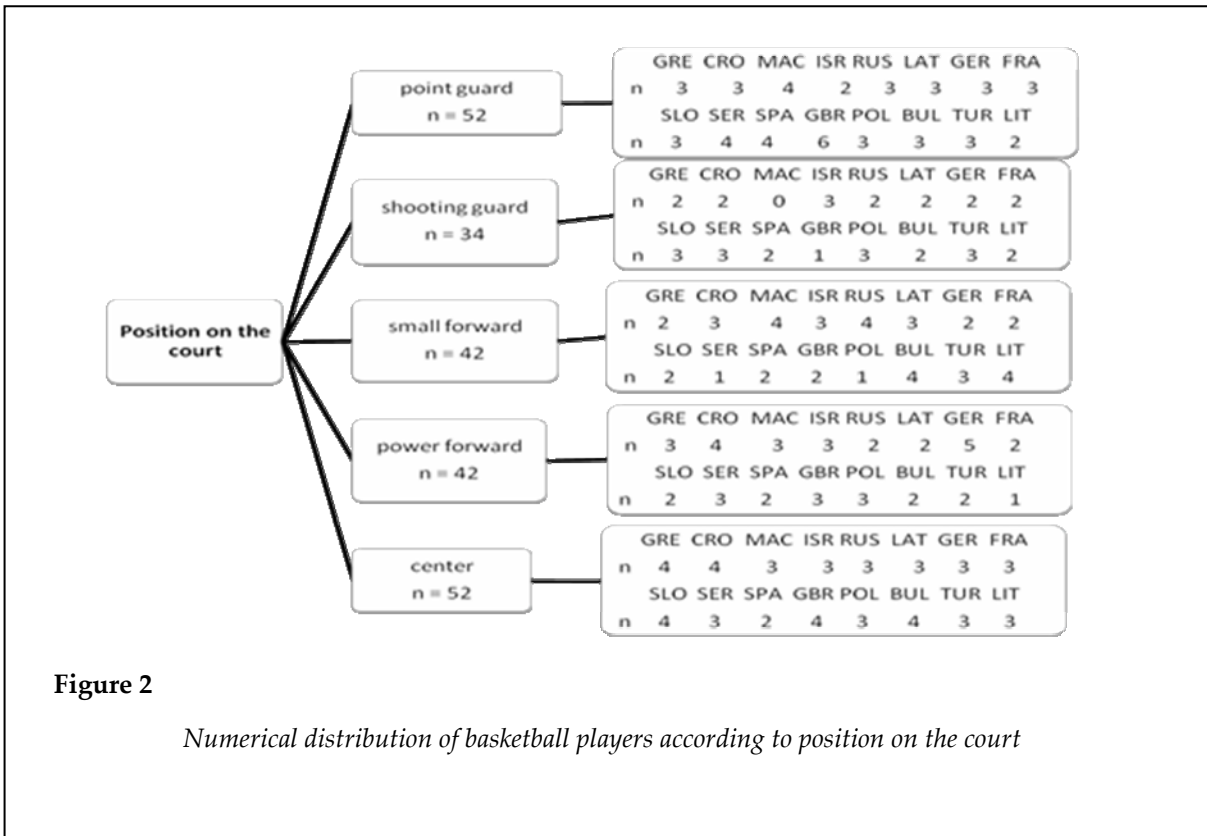 Position on the
court
point guard
n = 52
GRE CRO MAC ISR RUS LAT GER FRA
n 3 3 4 2 3 3 3 3
SLO SER SPA GBR POL BUL TUR LIT
n 3 4 4 6 3 3 3 2
shooting guard
n = 34
GRE CRO MAC ISR RUS LAT GER FRA
n 2 2 0 3 2 2 2 2
SLO SER SPA GBR POL BUL TUR LIT
n 3 3 2 1 3 2 3 2
small forward
n = 42
GRE CRO MAC ISR RUS LAT GER FRA
n 2 3 4 3 4 3 2 2
SLO SER SPA GBR POL BUL TUR LIT
n 2 1 2 2 1 4 3 4
power forward
n = 42
GRE CRO MAC ISR RUS LAT GER FRA
n 3 4 3 3 2 2 5 2
SLO SER SPA GBR POL BUL TUR LIT
n 2 3 2 3 3 2 2 1
center
n = 52
GRE CRO MAC ISR RUS LAT GER FRA
n 4 4 3 3 3 3 3 3
SLO SER SPA GBR POL BUL TUR LIT
n 4 3 2 4 3 4 3 3
Figure 2
Numerical distribution of basketball players according to position on the court